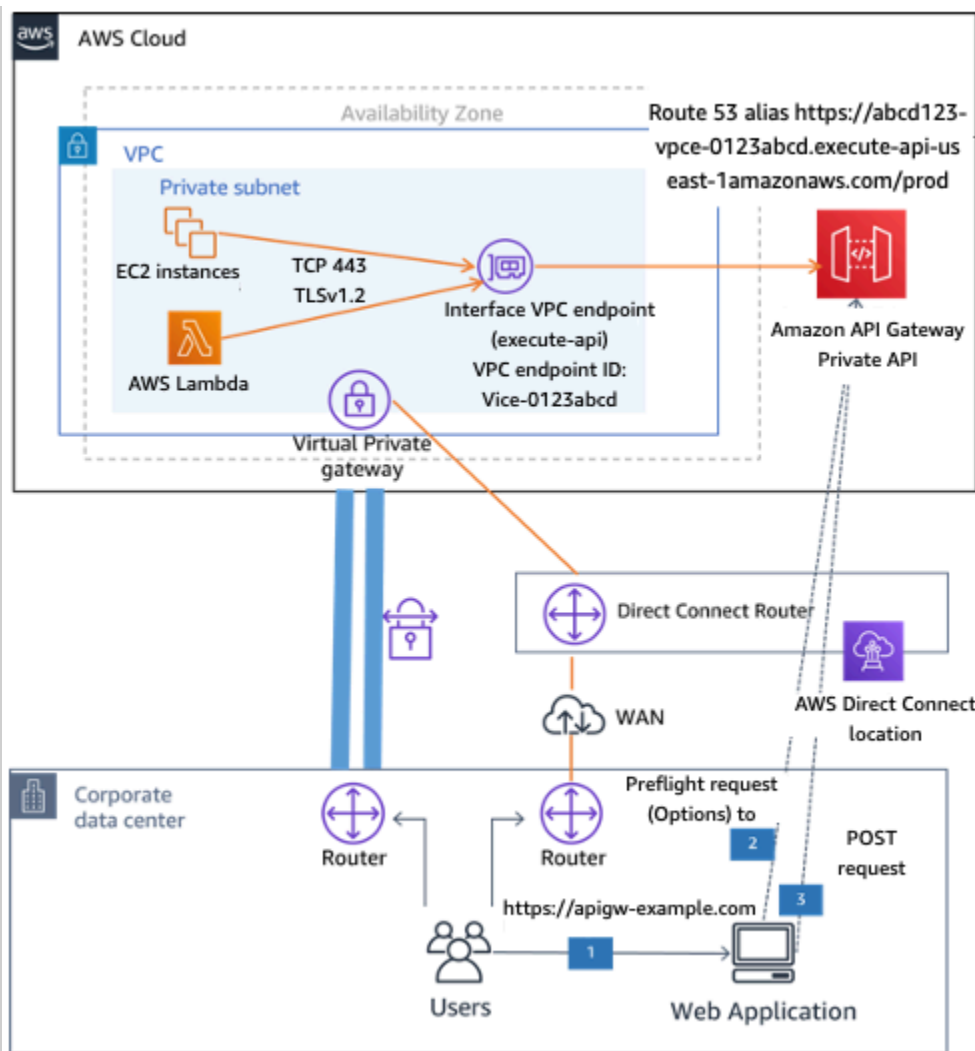 aws
AWS Cloud
Availability Zone
Route 53 alias https://abcd123-
vpce-0123abcd.execute-api-us
east-1amazonaws.com/prod
VPC
Private subnet
EC2 instances
TCP 443
TLSv1.2
Interface VPC endpoint
(execute-api)
VPC endpoint ID:
Vice-0123abcd
AWS Lambda
Amazon API Gateway
Private API
Virtual Private
gateway
Direct Connect Router
AWS Direct Connect
location
WAN
Corporate
data center
Router
Router
Preflight request
(Options) to
2
POST
request
3
https://apigw-example.com
1
Users
Web Application